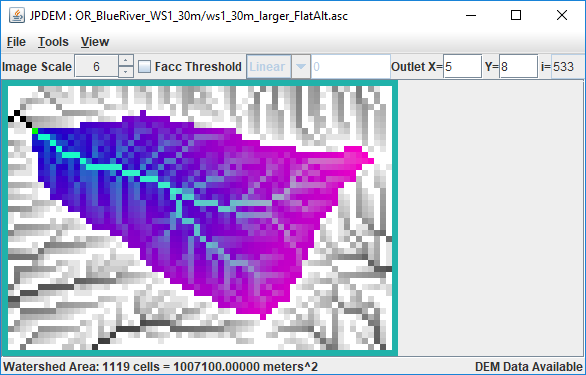 JPDEM : OR_BlueRiver_WS1_30m/ws1_30m_larger_FlatAlt.asc
File Tools View
Image Scale 6 Facc Threshold Linear 0 Outlet X= 5 Y= 8 i= 533
Watershed Area: 1119 cells = 1007100.00000 meters^2 DEM Data Available